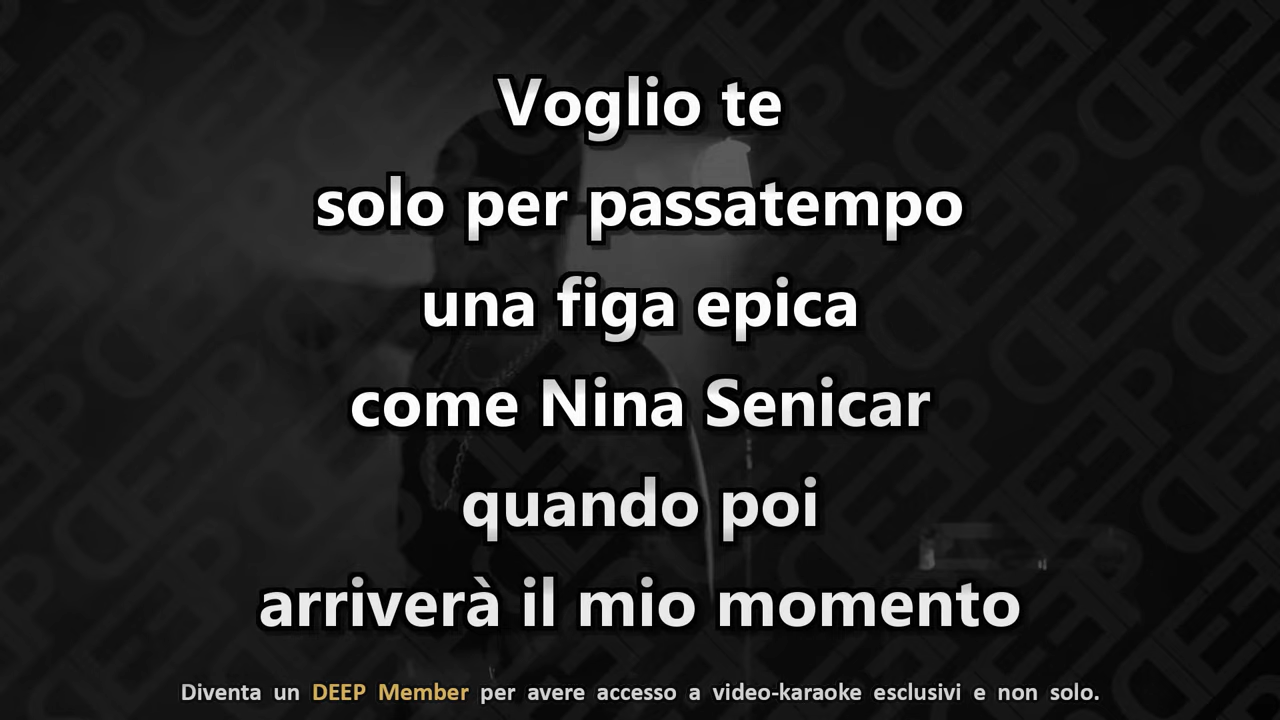 Voglio te
solo per passatempo
una figa epica
come Nina Senicar
quando poi
arriverà il mio momento
Diventa un DEEP Member per avere accesso a video-karaoke esclusivi e non solo.